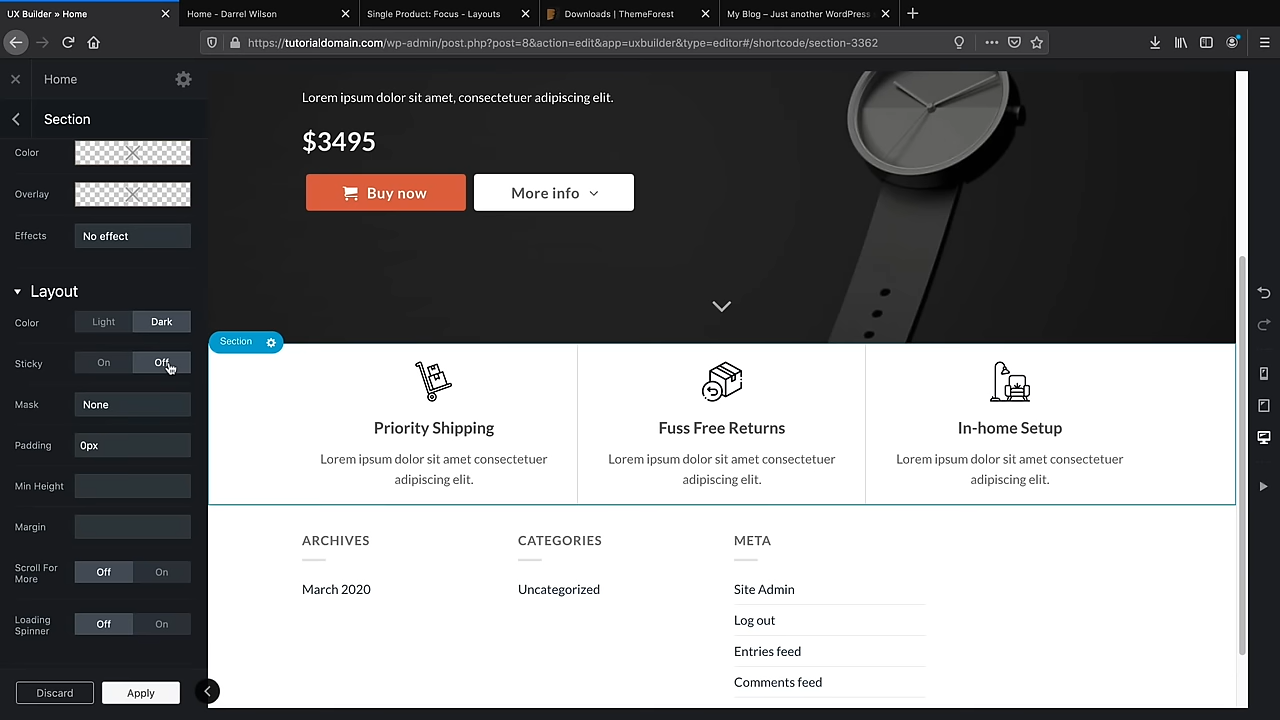 UX Builder » Home
Home - Darrel Wilson
Single Product: Focus - Layouts
Downloads | ThemeForest
My Blog – Just another WordPress
https://tutorialdomain.com/wp-admin/post.php?post=8&action=edit&app=uxbuilder&type=editor#/shortcode/section-3362
Home
Section
Color
Overlay
Effects No effect
Layout
Color Light Dark
Sticky On Off
Mask None
Padding 0px
Min Height
Margin
Scroll For
More
Off On
Loading
Spinner
Off On
Discard Apply
Lorem ipsum dolor sit amet, consectetuer adipiscing elit.
$3495
Buy now More info
Section
Priority Shipping
Lorem ipsum dolor sit amet consectetuer
adipiscing elit.
Fuss Free Returns
Lorem ipsum dolor sit amet consectetuer
adipiscing elit.
In-home Setup
Lorem ipsum dolor sit amet consectetuer
adipiscing elit.
ARCHIVES
March 2020
CATEGORIES
Uncategorized
META
Site Admin
Log out
Entries feed
Comments feed